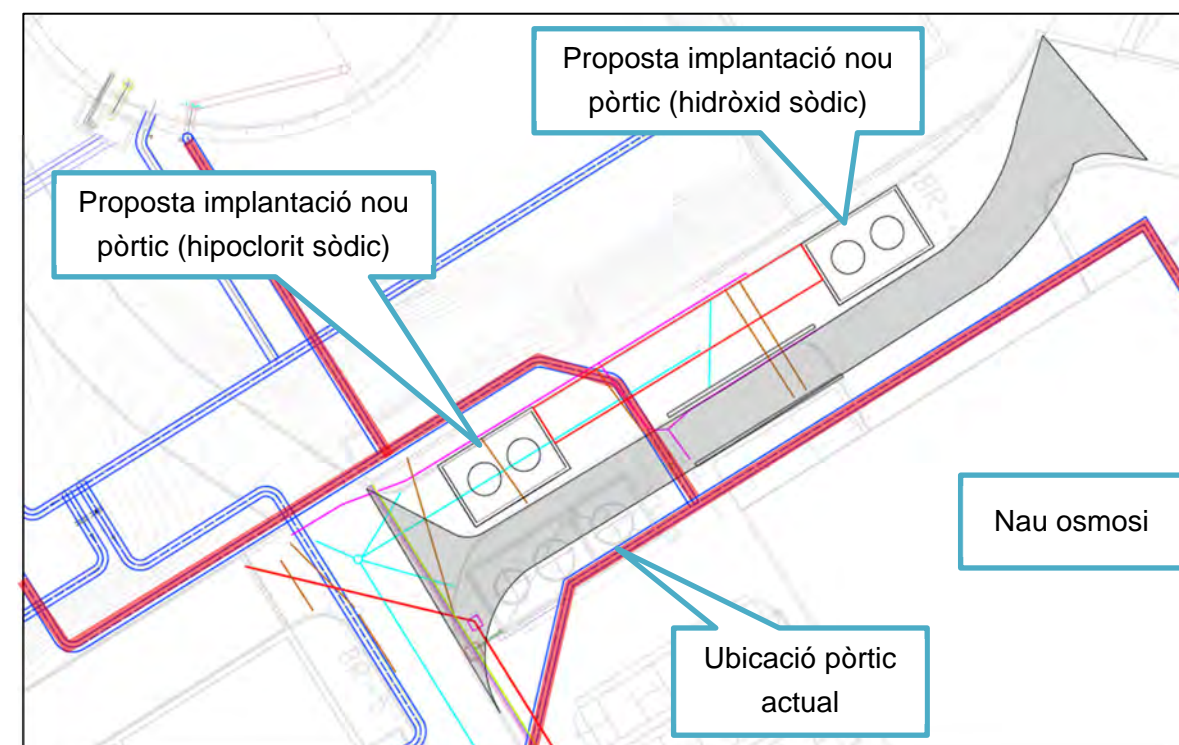 Proposta implantació nou
pòrtic (hidròxid sòdic)
Proposta implantació nou
pòrtic (hipoclorit sòdic)
Nau osmosi
Ubicació pòrtic
actual